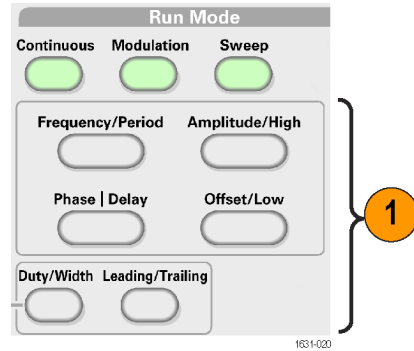 Run Mode
Continuous Modulation Sweep
Frequency/Period Amplitude/High
Phase | Delay Offset/Low
Duty/Width Leading/Trailing
1
1631-020